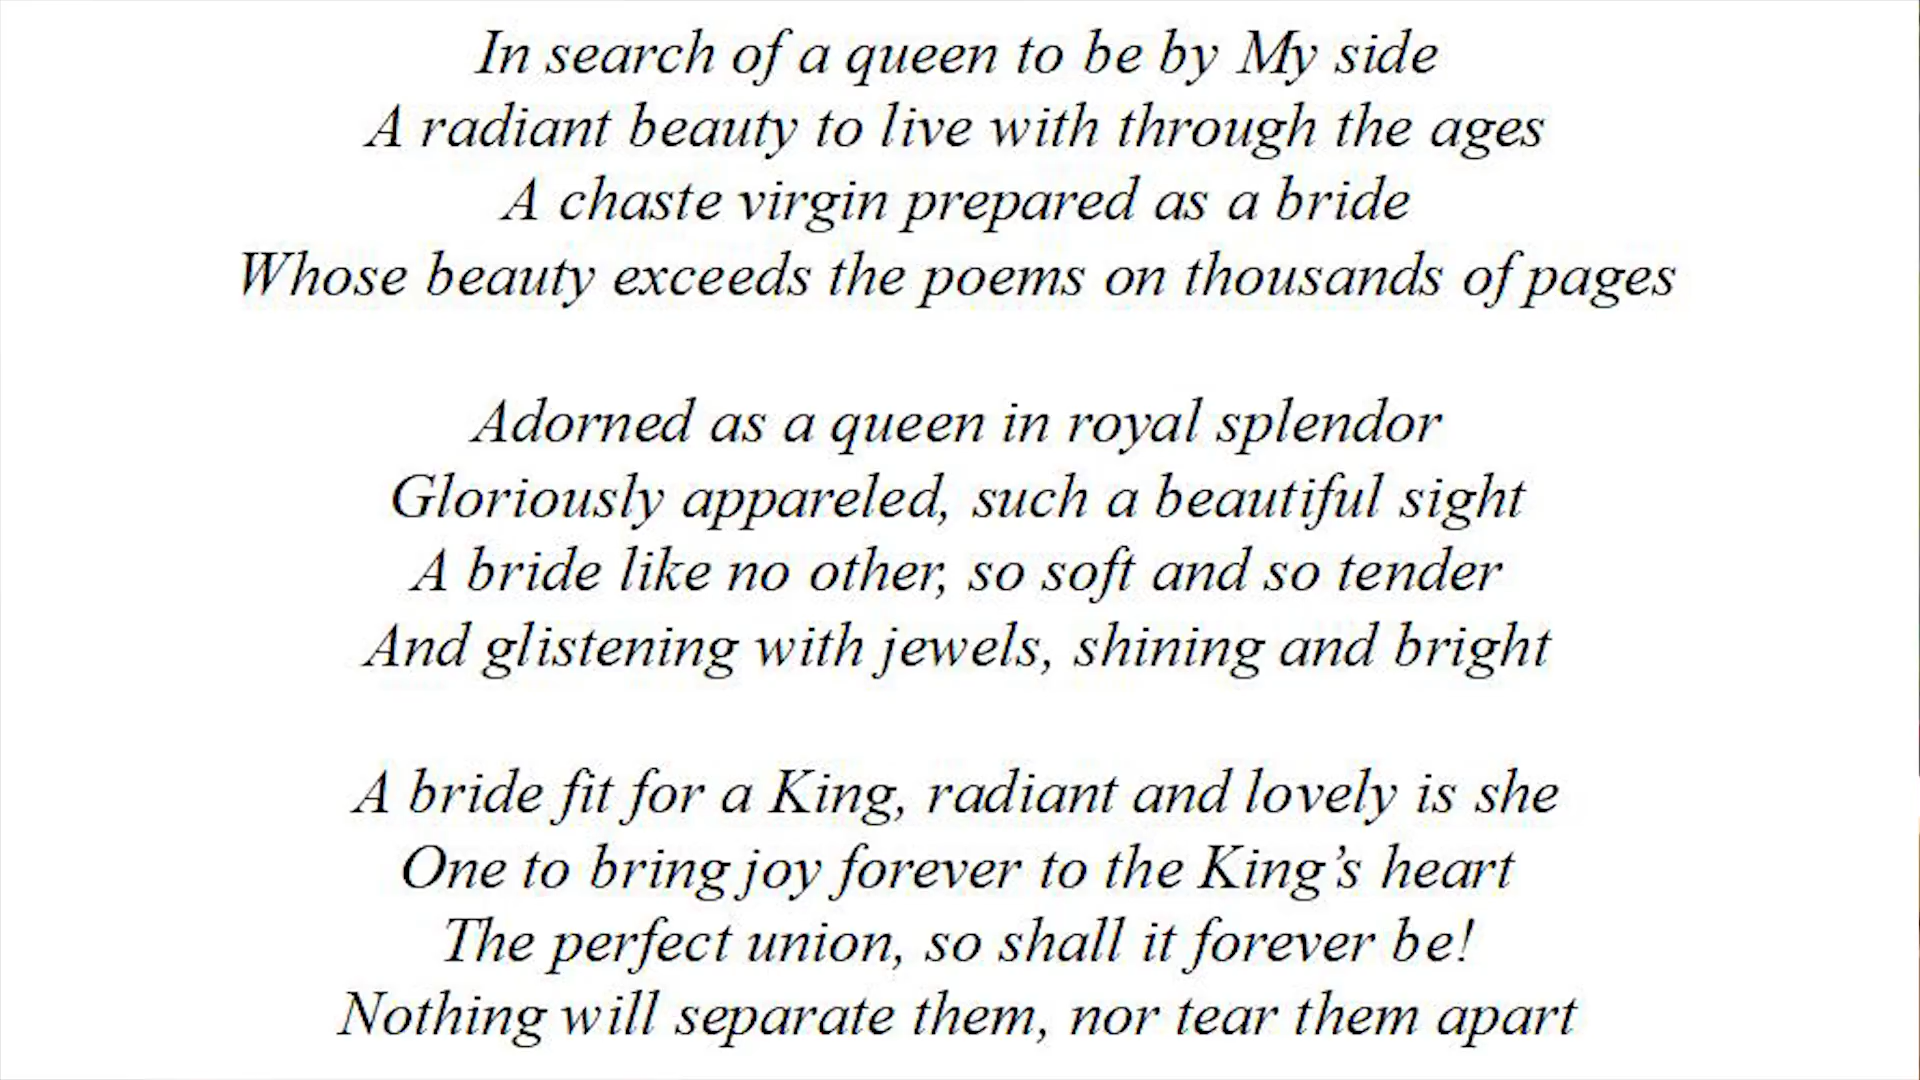 In search of a queen to be by My side
A radiant beauty to live with through the ages
A chaste virgin prepared as a bride
Whose beauty exceeds the poems on thousands of pages
Adorned as a queen in royal splendor
Gloriously appareled, such a beautiful sight
A bride like no other, so soft and so tender
And glistening with jewels, shining and bright
A bride fit for a King, radiant and lovely is she
One to bring joy forever to the King’s heart
The perfect union, so shall it forever be!
Nothing will separate them, nor tear them apart